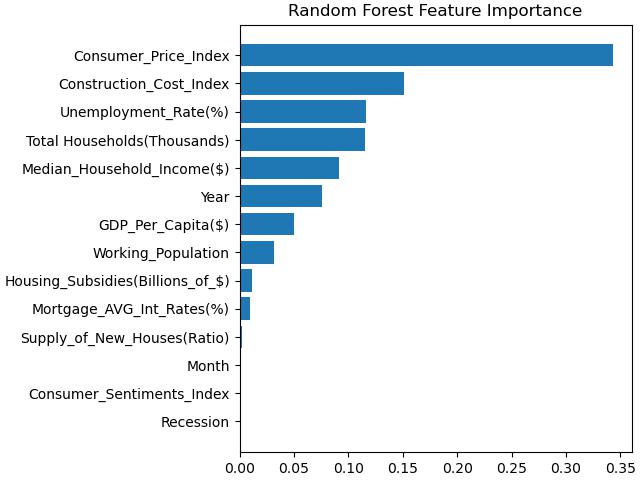 Random Forest Feature Importance
Consumer_Price_Index
Construction_Cost_Index
Unemployment_Rate(%)
Total Households(Thousands)
Median_Household_Income($)
Year
GDP_Per_Capita($)
Working_Population
Housing_Subsidies(Billions_of_$)
Mortgage_AVG_Int_Rates(%)
Supply_of_New_Houses(Ratio)
Month
Consumer_Sentiments_Index
Recession
0.00 0.05 0.10 0.15 0.20 0.25 0.30 0.35